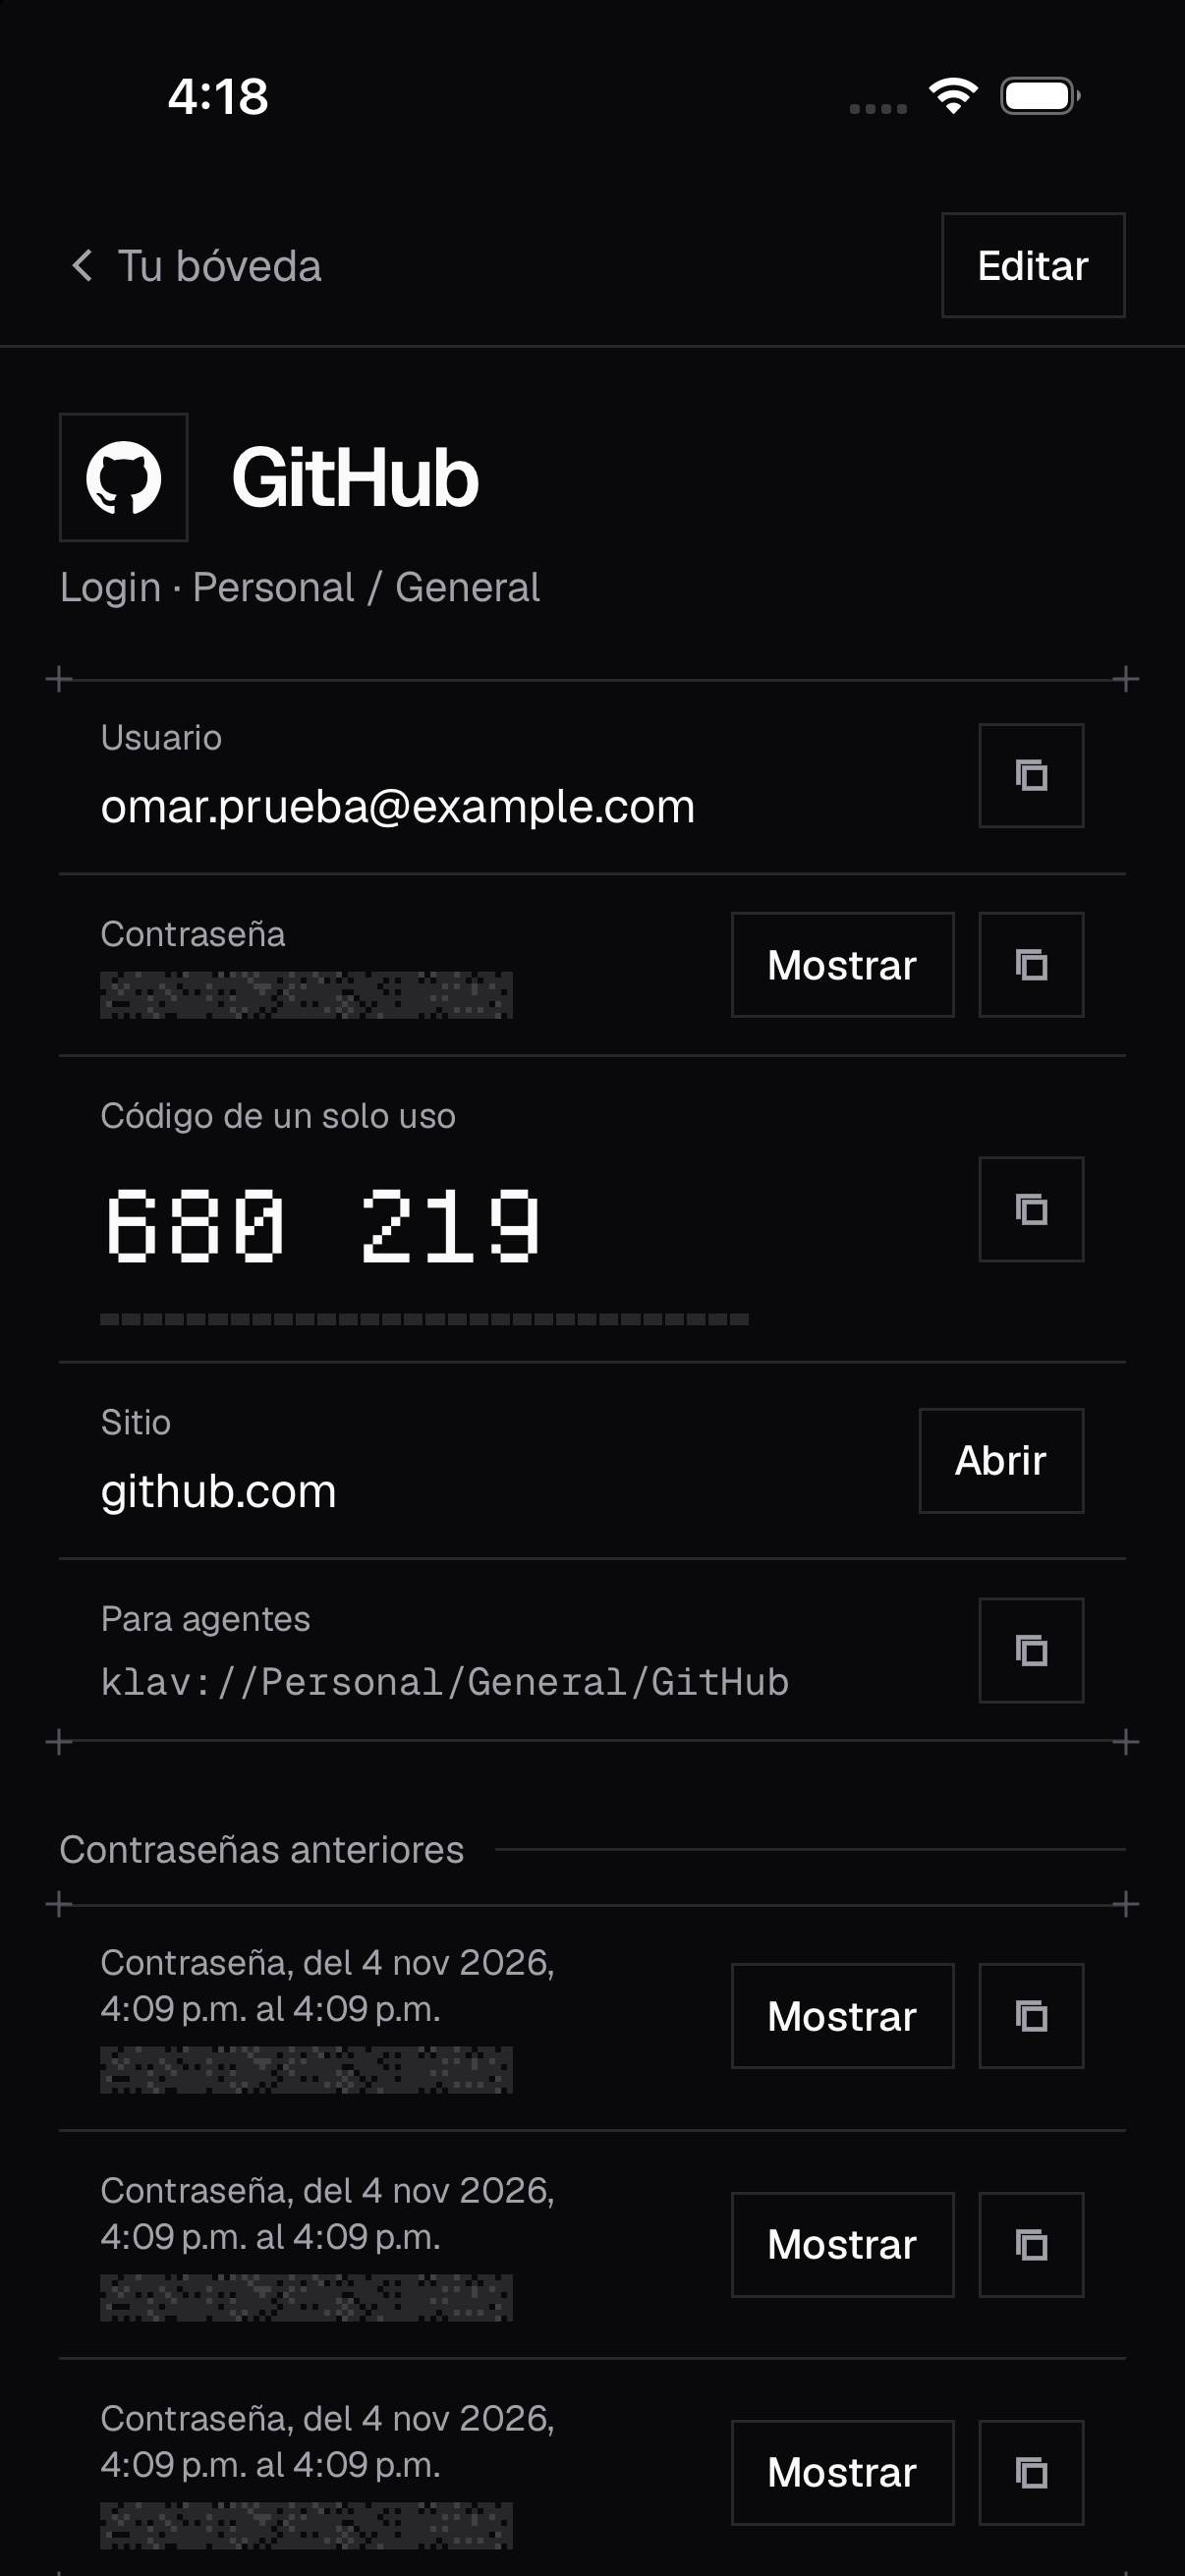 4:18
Tu bóveda
Editar
GitHub
Login · Personal / General
Usuario
omar.prueba@example.com
Contraseña
Mostrar
Código de un solo uso
680 219
Sitio
github.com
Abrir
Para agentes
klav://Personal/General/GitHub
Contraseñas anteriores
Contraseña, del 4 nov 2026,
4:09 p.m. al 4:09 p.m.
Mostrar
Contraseña, del 4 nov 2026,
4:09 p.m. al 4:09 p.m.
Mostrar
Contraseña, del 4 nov 2026,
4:09 p.m. al 4:09 p.m.
Mostrar